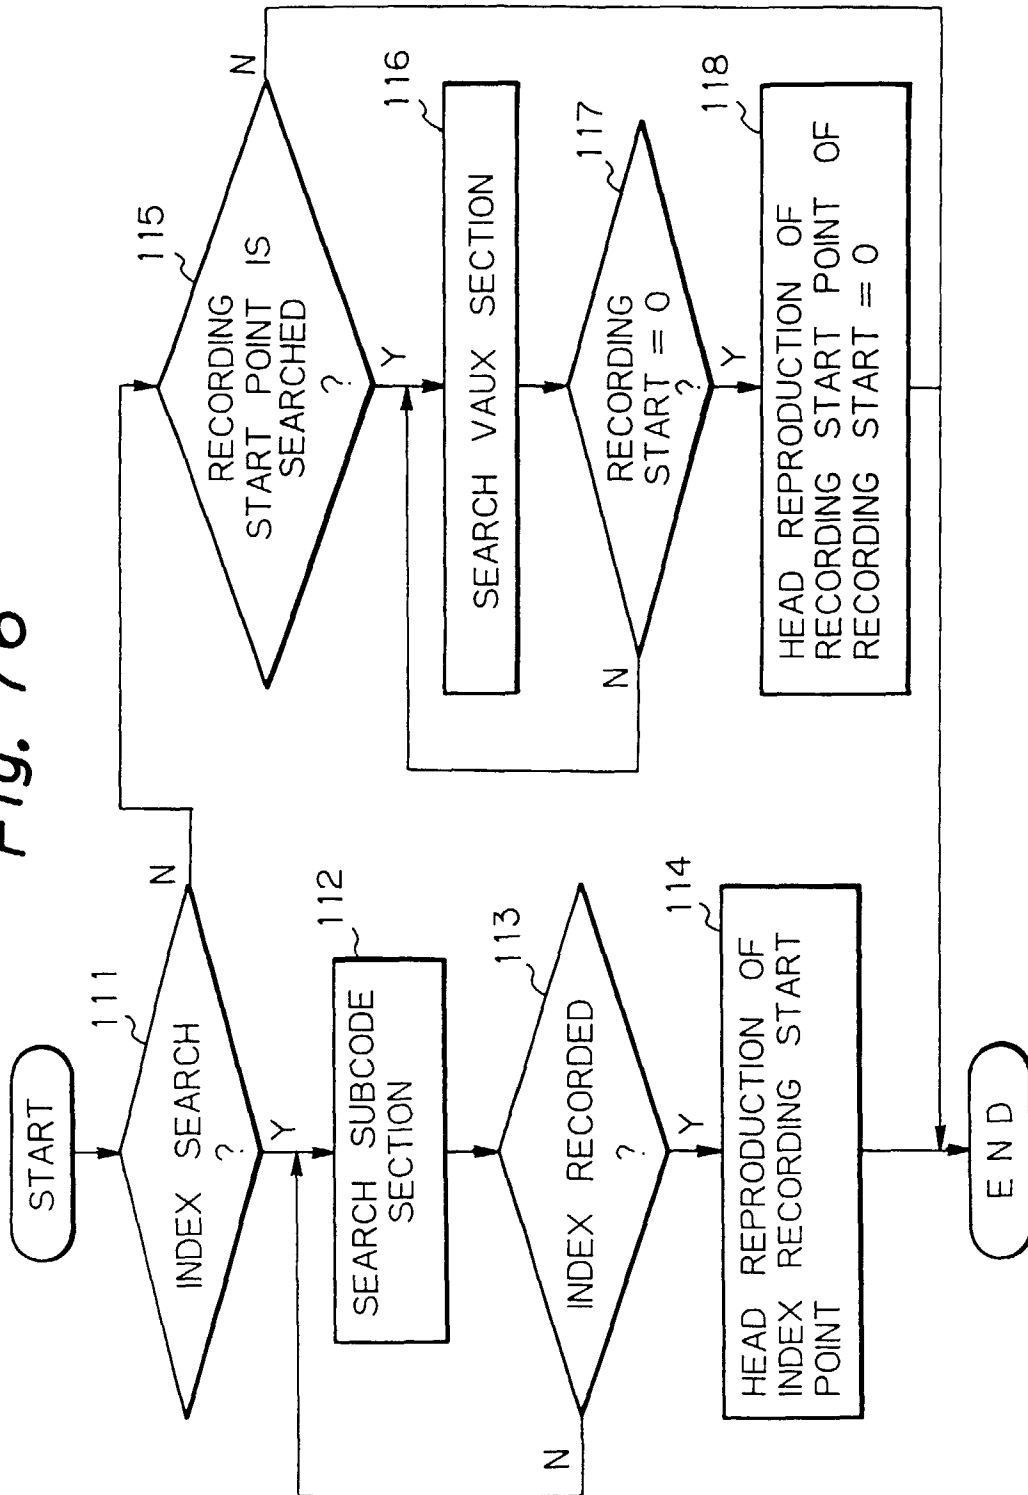 Fig.
START
111
INDEX SEARCH
?
N
Y
112
SEARCH SUBCODE
SECTION
113
INDEX RECORDED
?
N
Y
114
HEAD REPRODUCTION OF
INDEX RECORDING START
POINT
END
115
RECORDING
START POINT IS
SEARCHED
?
N
Y
116
SEARCH VAUX SECTION
117
RECORDING
START = 0
?
N
Y
118
HEAD REPRODUCTION OF
RECORDING START POINT OF
RECORDING START = 0